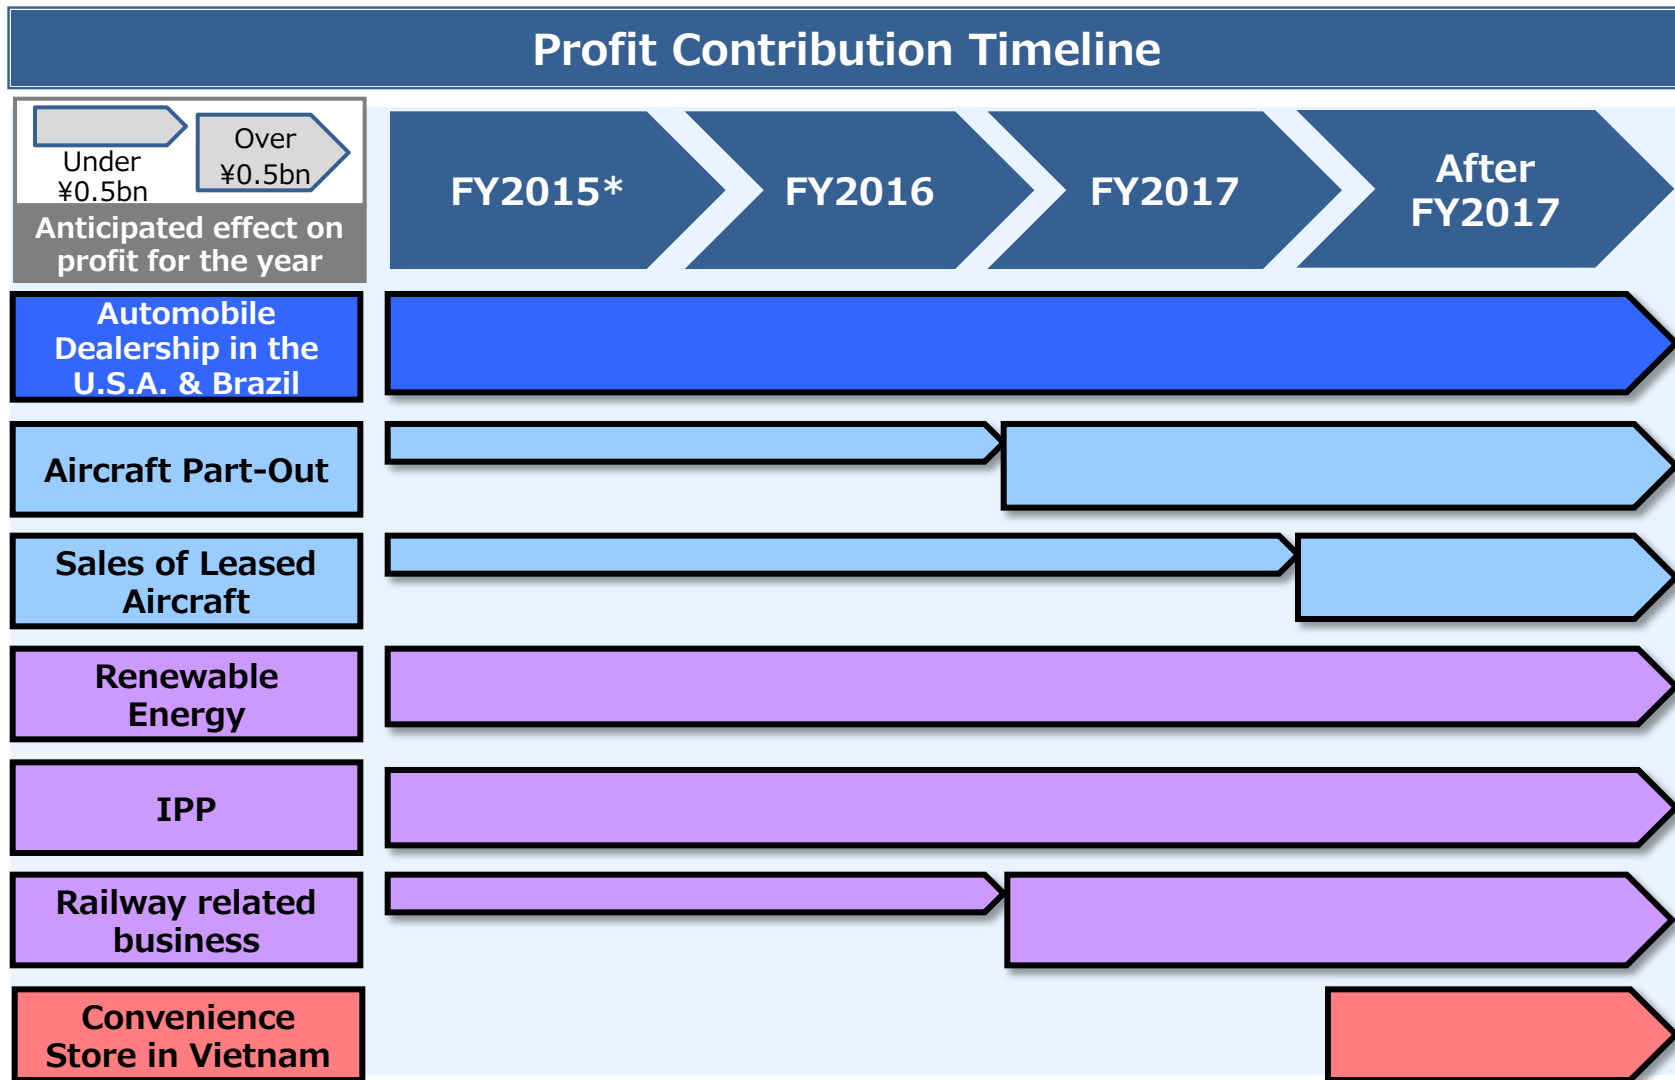 Profit Contribution Timeline
Under
¥0.5bn
Over
¥0.5bn
Anticipated effect on
profit for the year
FY2015*
FY2016
FY2017
After
FY2017
Automobile
Dealership in the
U.S.A. & Brazil
Aircraft Part-Out
Sales of Leased
Aircraft
Renewable
Energy
IPP
Railway related
business
Convenience
Store in Vietnam